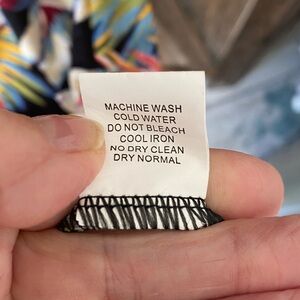 MACHINE WASH
COLD WATER
DO NOT BLEACH
COOL IRON
NO DRY CLEAN
DRY NORMAL